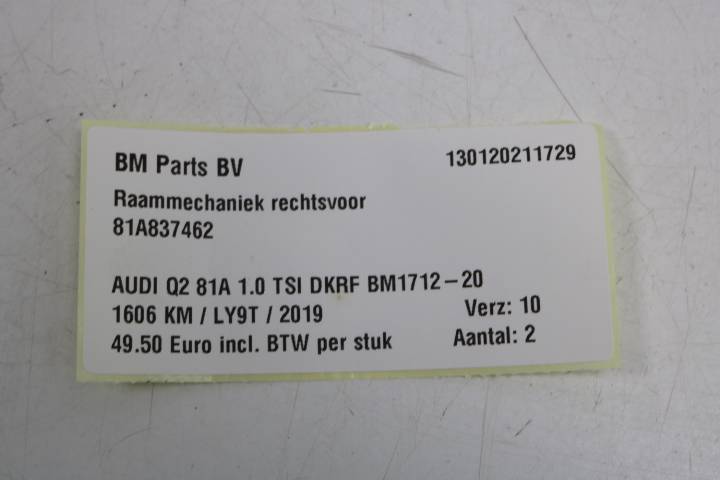 BM Parts BV 130120211729
Raammechaniek rechtsvoor
81A837462
AUDI Q2 81A 1.0 TSI DKRF BM1712-20
1606 KM / LY9T / 2019 Verz: 10
49.50 Euro incl. BTW per stuk Aantal: 2